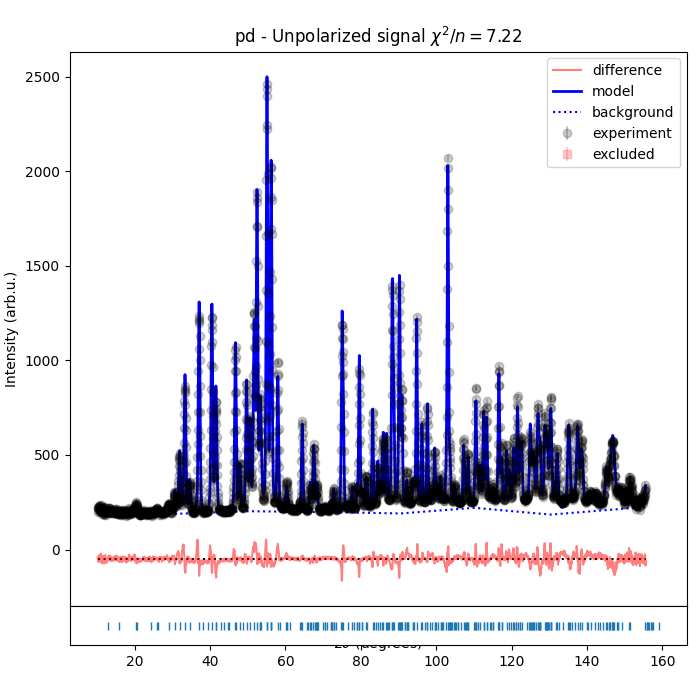 pd - Unpolarized signal χ²/n = 7.22
difference
model
background
experiment
excluded
Intensity (arb.u.)
2500
2000
1500
1000
500
0
20 40 60 80 100 120 140 160
2θ (degrees)